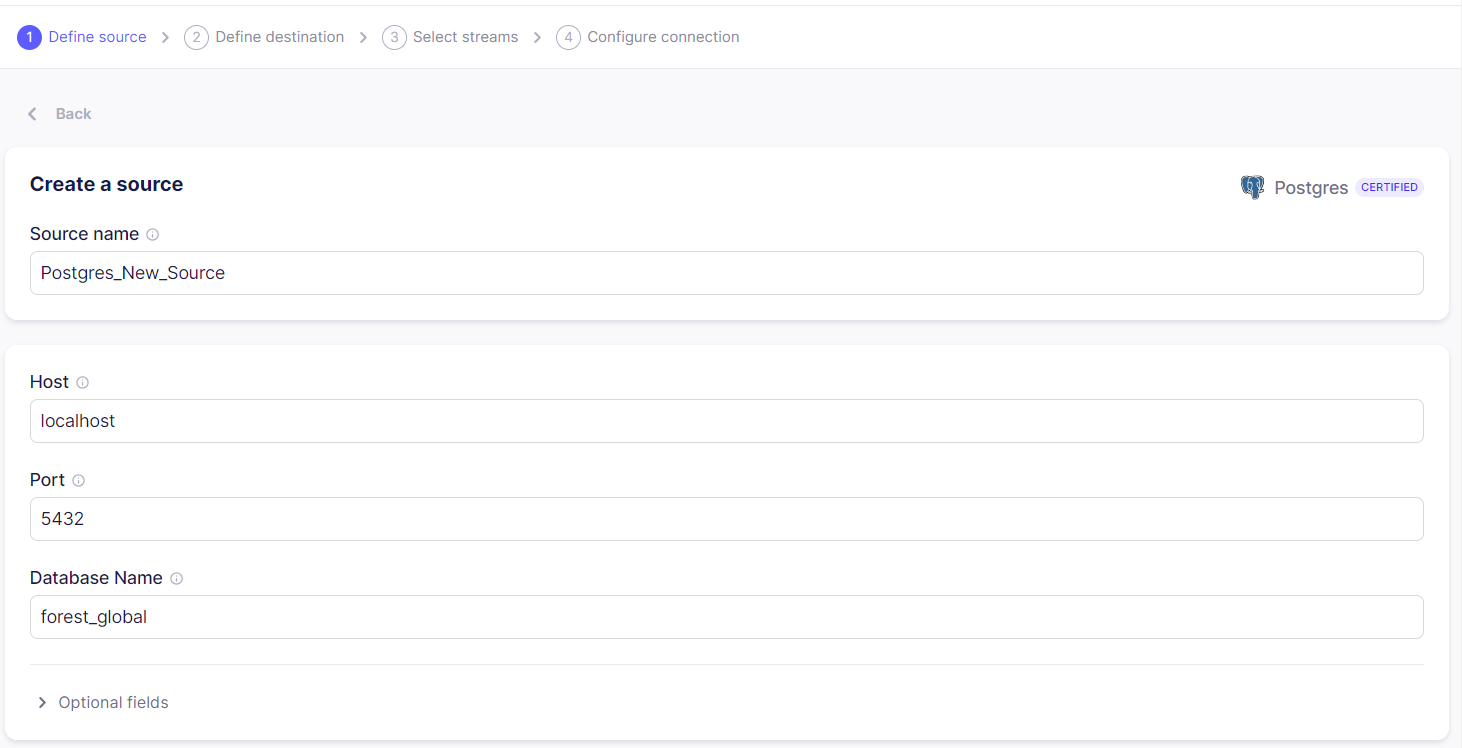 1 Define source 2 Define destination 3 Select streams 4 Configure connection
Back
Create a source
Postgres CERTIFIED
Source name
Postgres_New_Source
Host
localhost
Port
5432
Database Name
forest_global
Optional fields